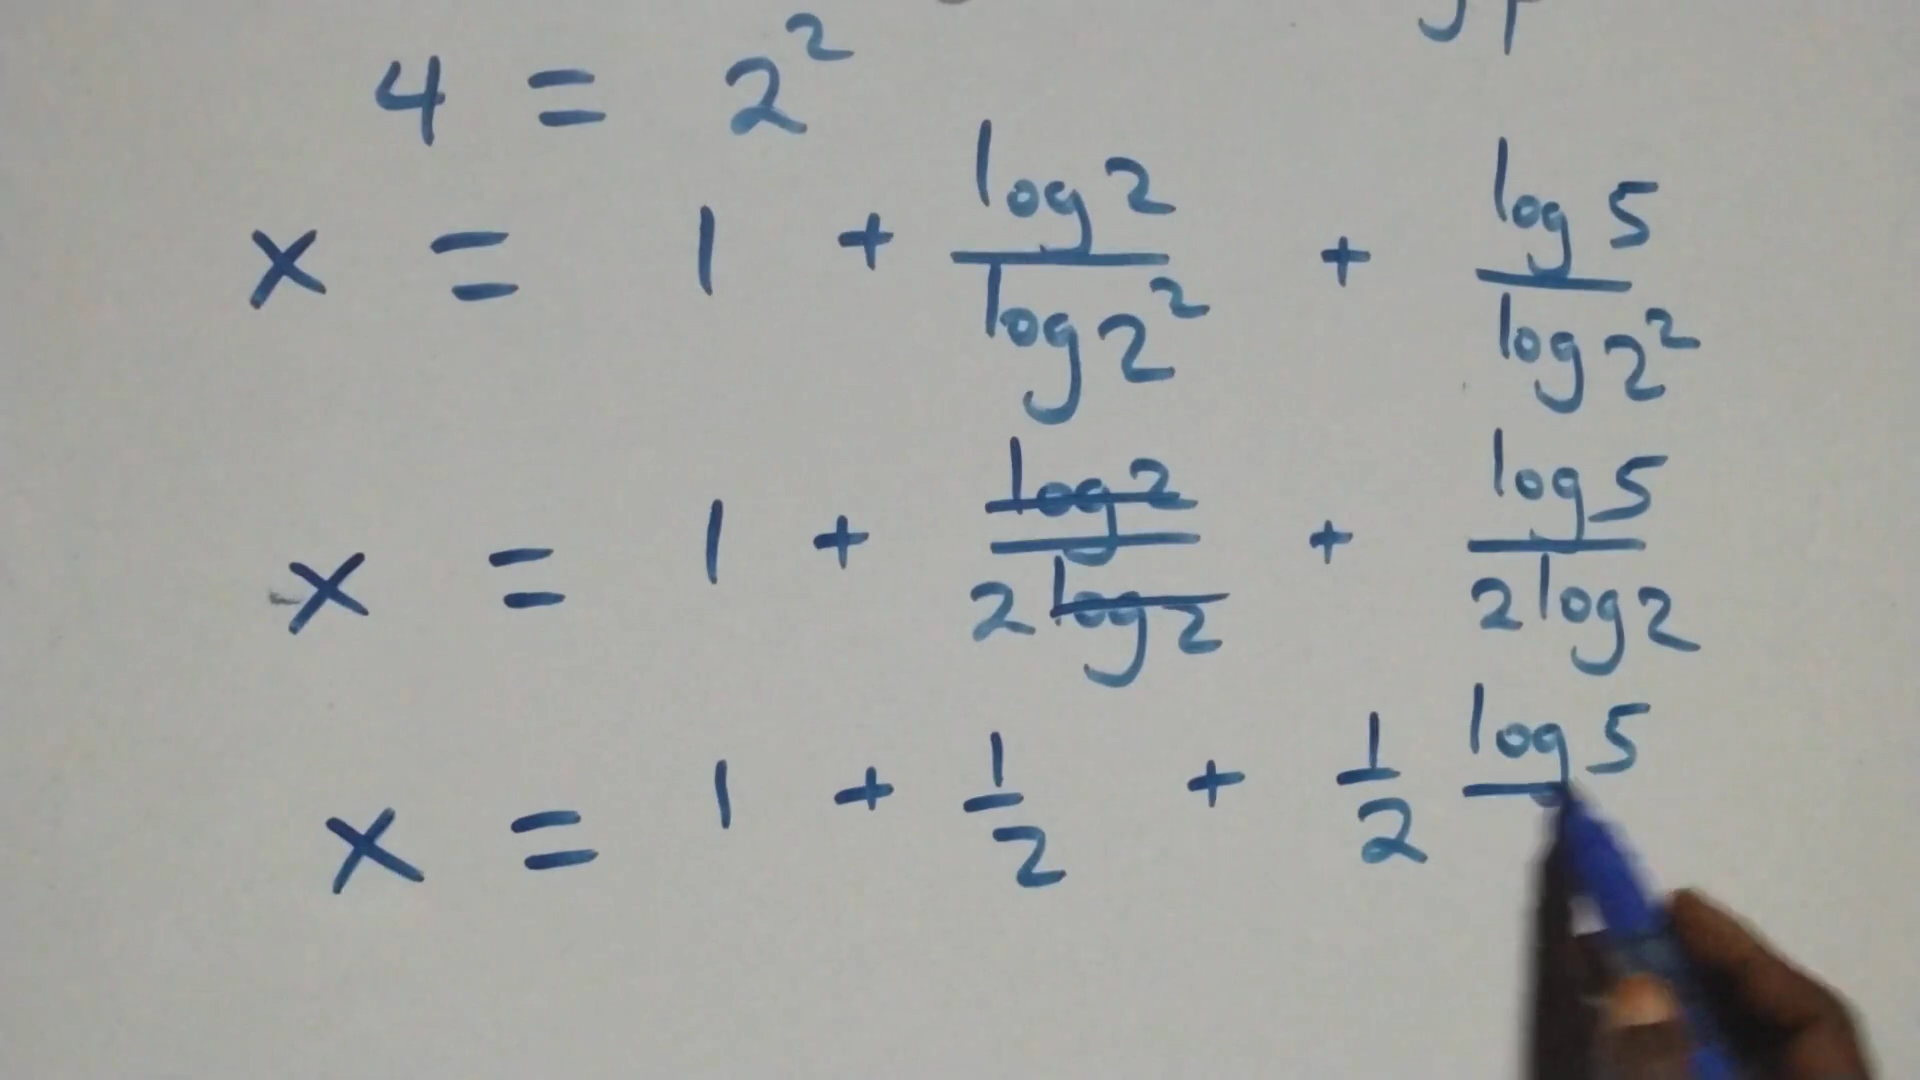 4 = 2²
x = 1 + log 2 / log 2² + log 5 / log 2²
x = 1 + log 2 / 2 log 2 + log 5 / 2 log 2
x = 1 + 1/2 + 1/2 log 5